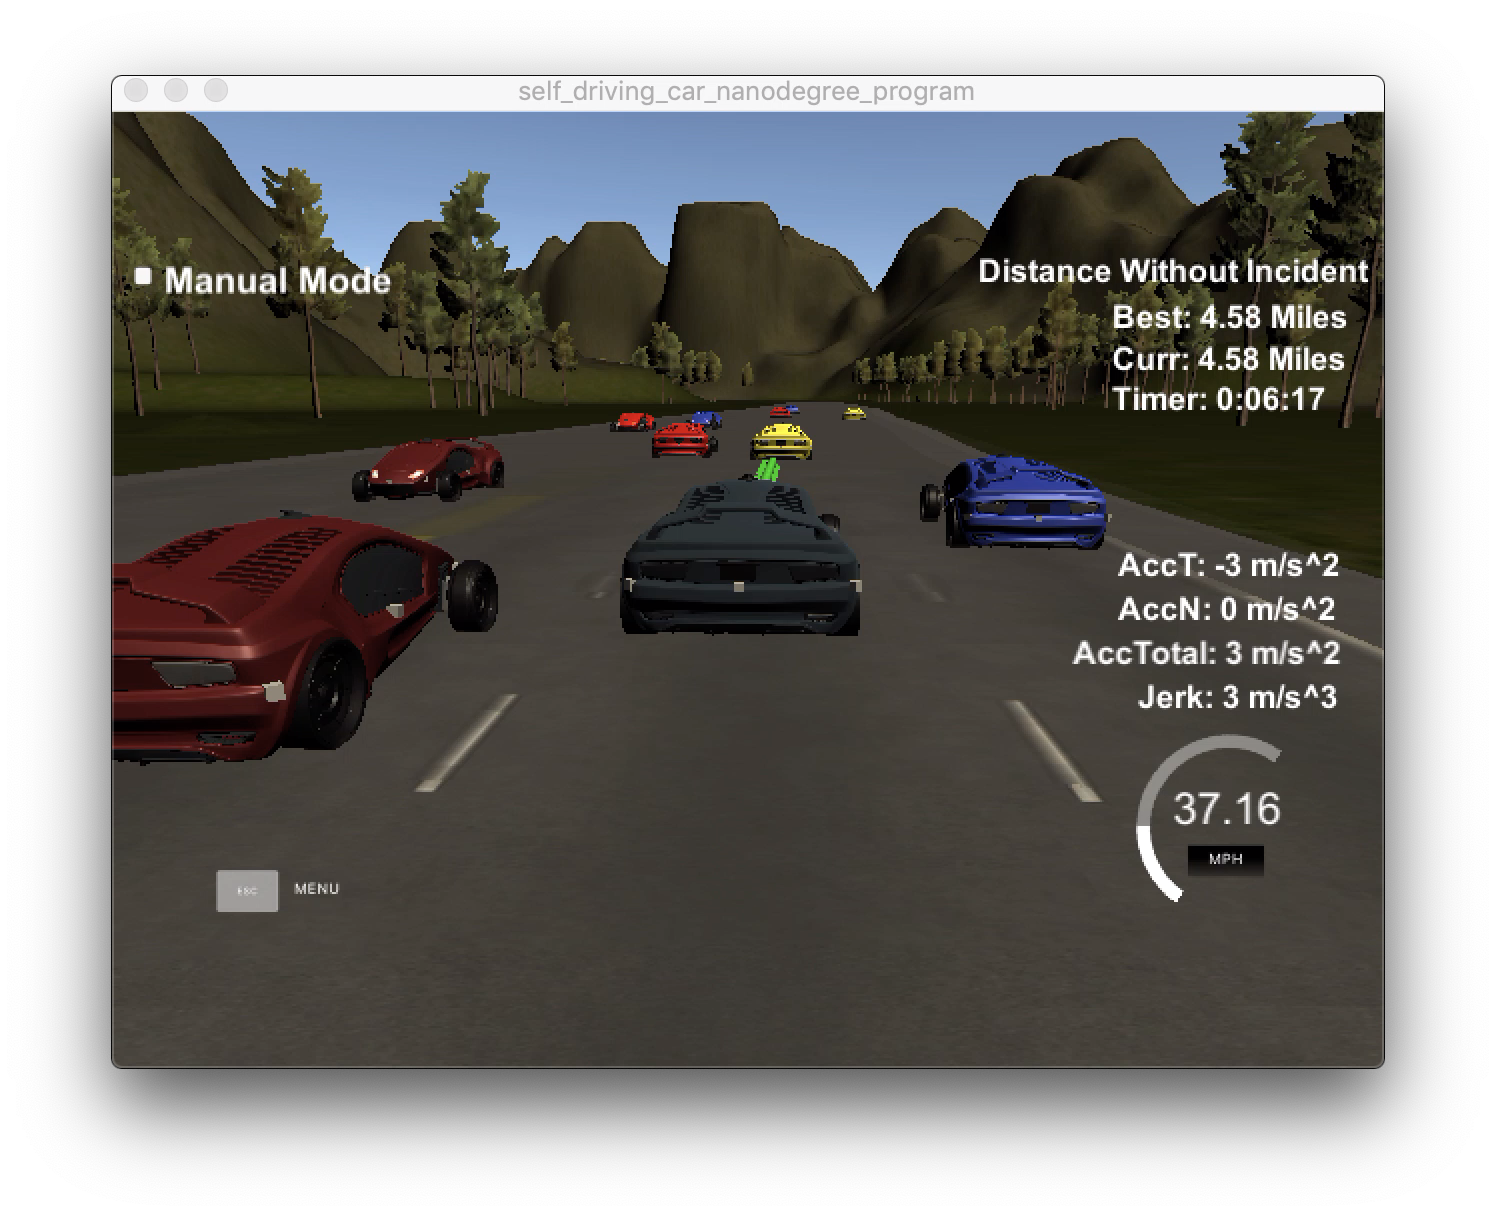 self_driving_car_nanodegree_program
Manual Mode
Distance Without Incident
Best: 4.58 Miles
Curr: 4.58 Miles
Timer: 0:06:17
AccT: -3 m/s^2
AccN: 0 m/s^2
AccTotal: 3 m/s^2
Jerk: 3 m/s^3
37.16
MPH
ESC MENU